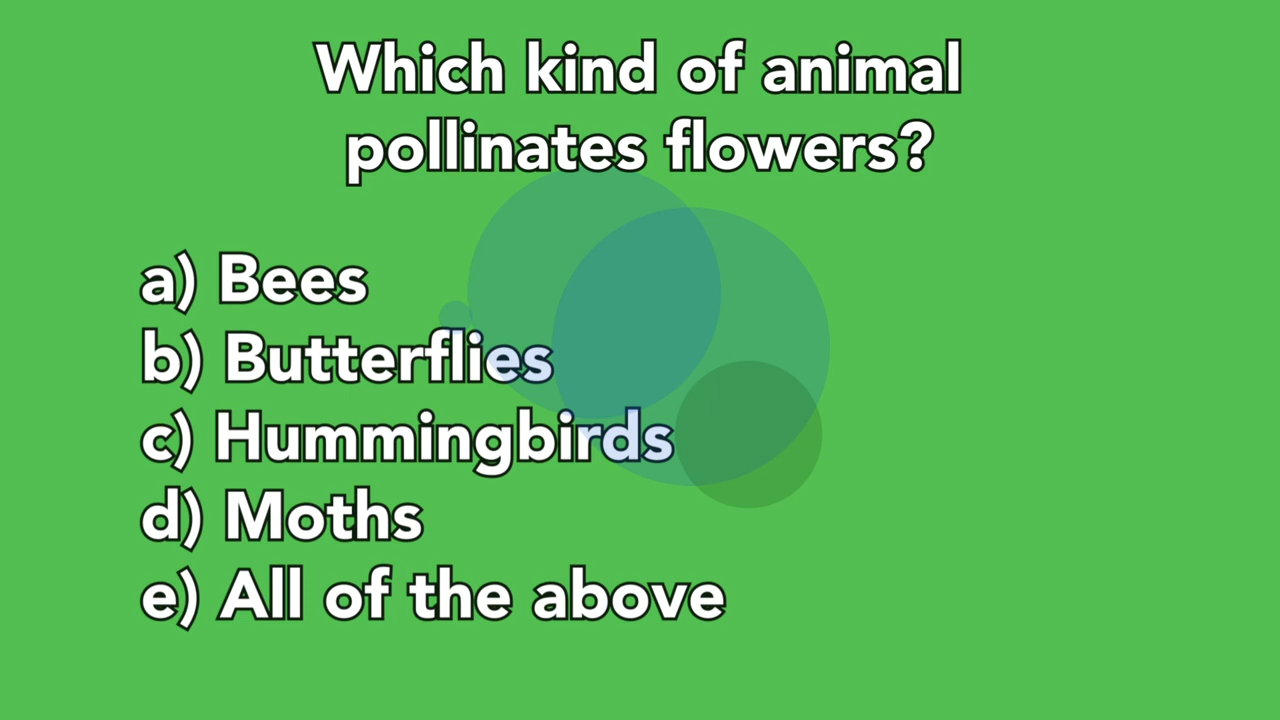 Which kind of animal
pollinates flowers?
a) Bees
b) Butterflies
c) Hummingbirds
d) Moths
e) All of the above